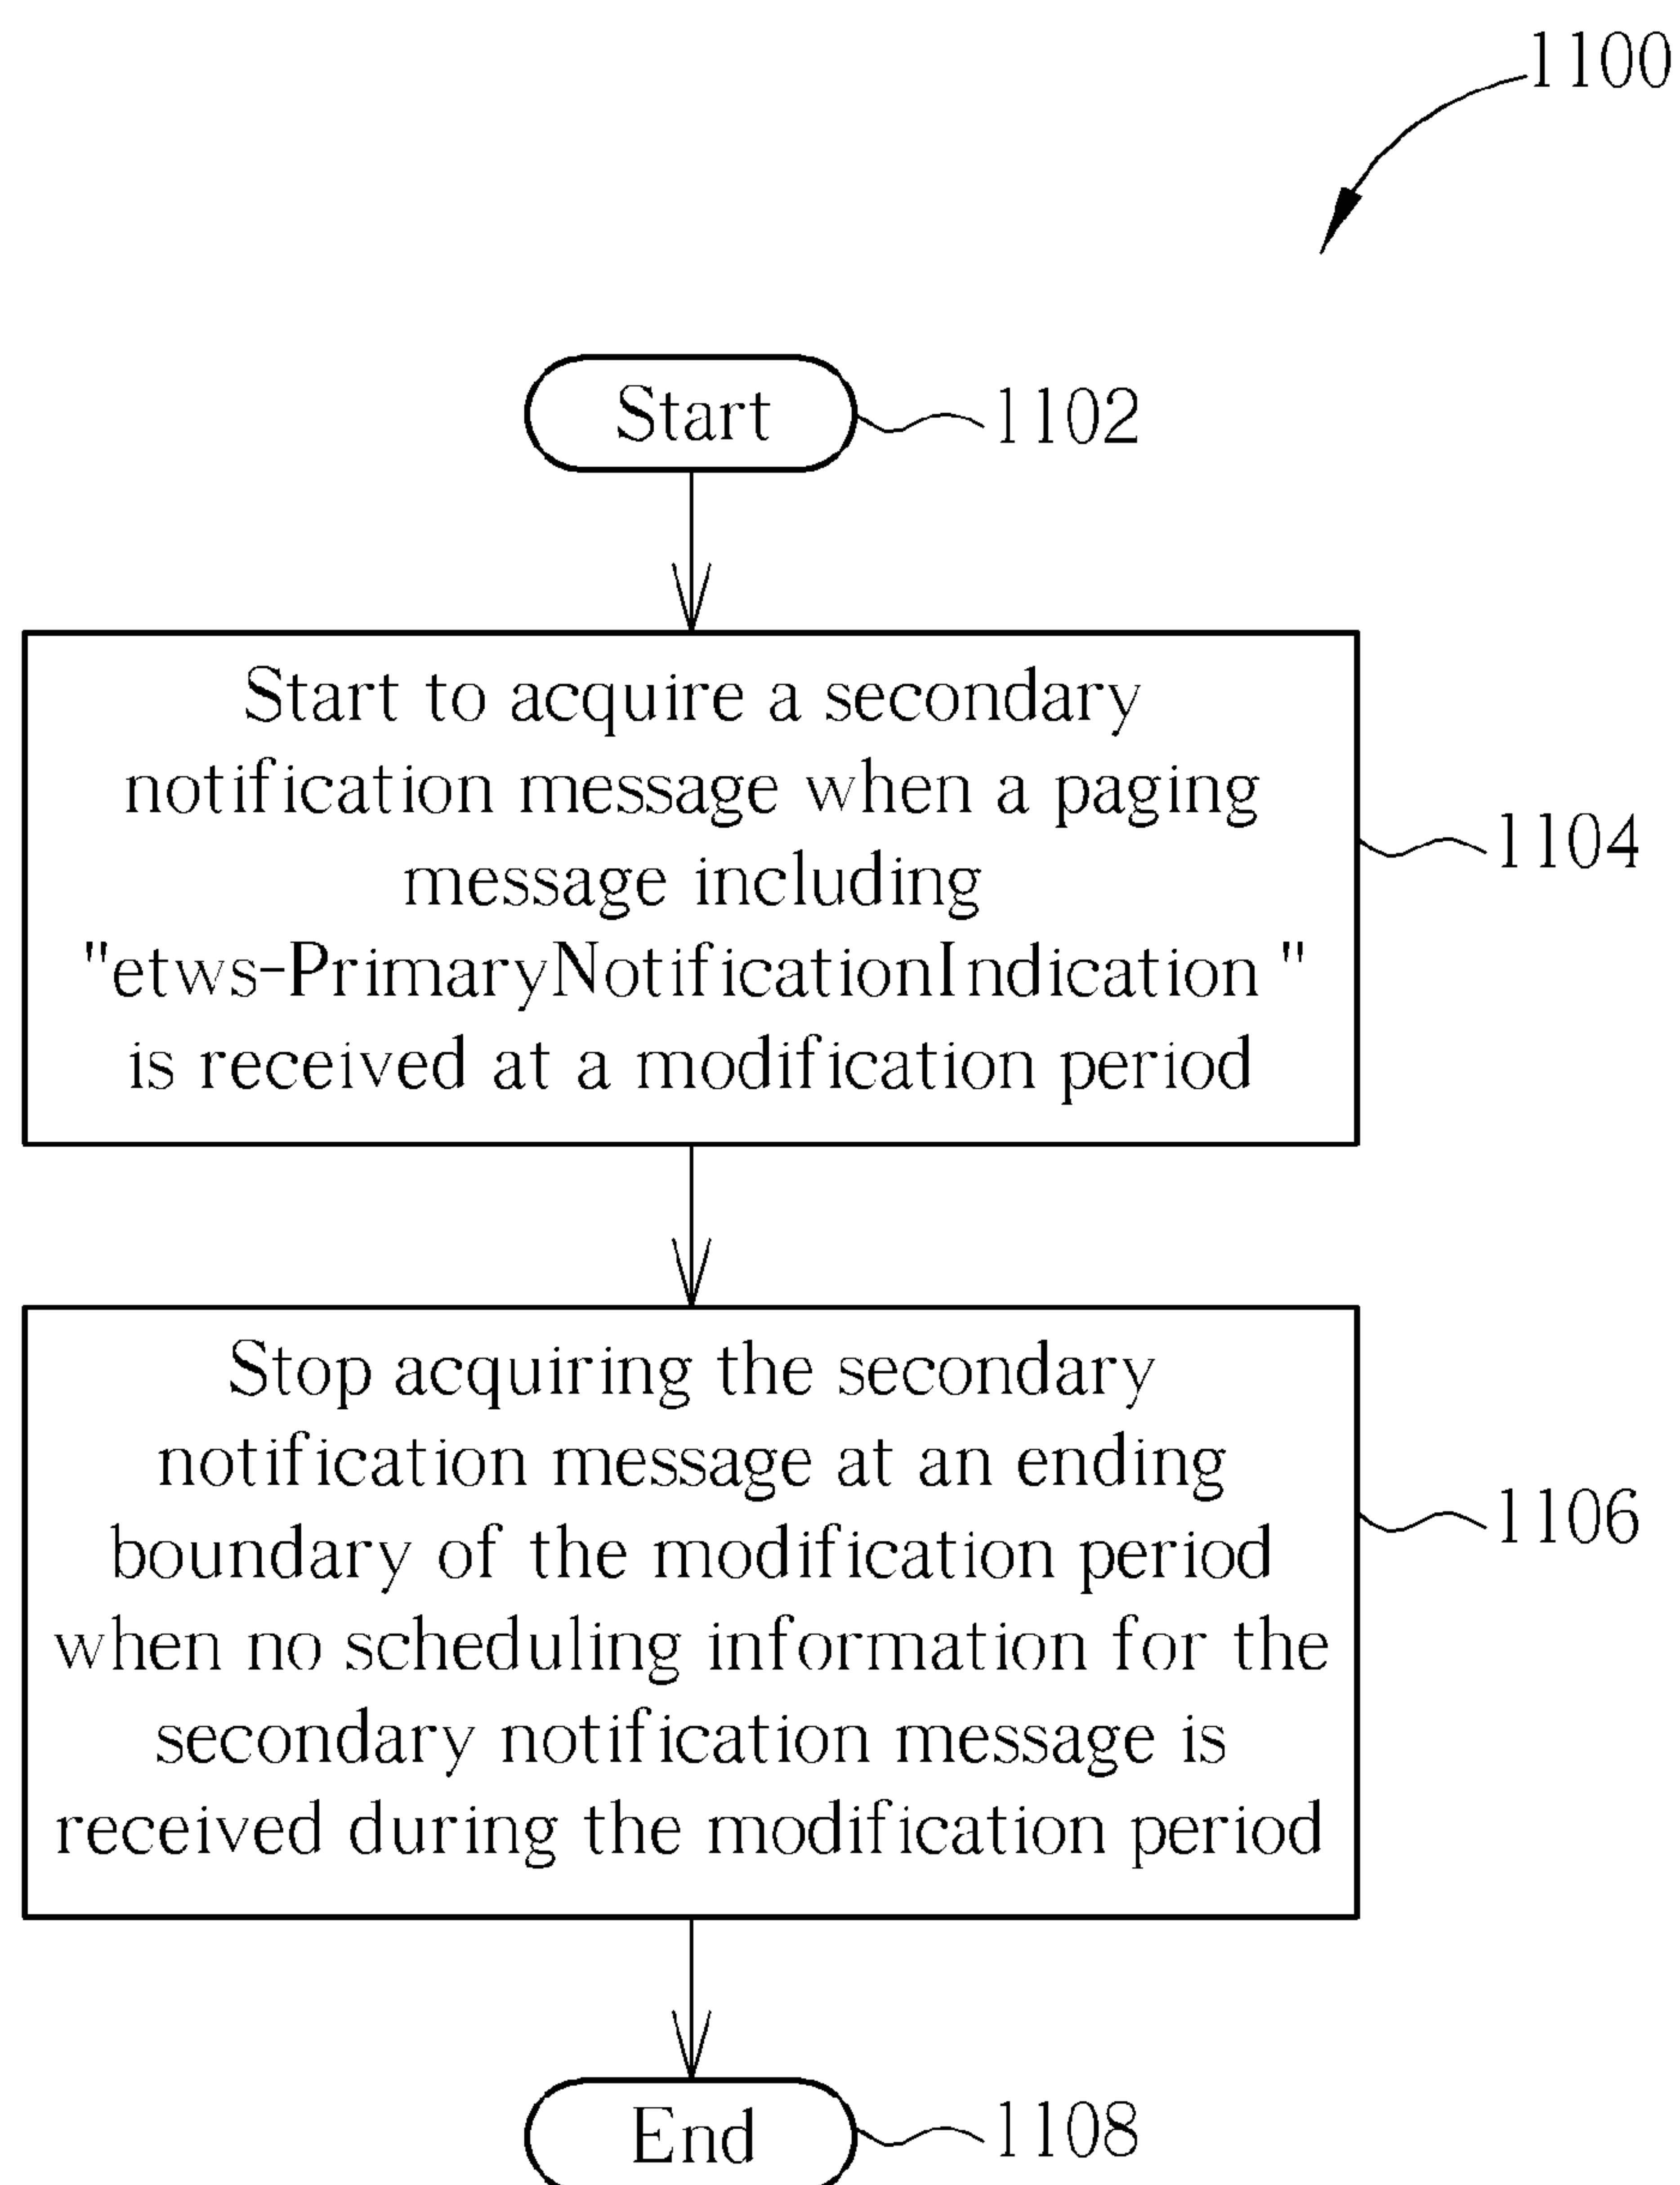 1100
Start
1102
Start to acquire a secondary
notification message when a paging
message including
"etws-PrimaryNotificationIndication"
is received at a modification period
1104
Stop acquiring the secondary
notification message at an ending
boundary of the modification period
when no scheduling information for the
secondary notification message is
received during the modification period
1106
End
1108